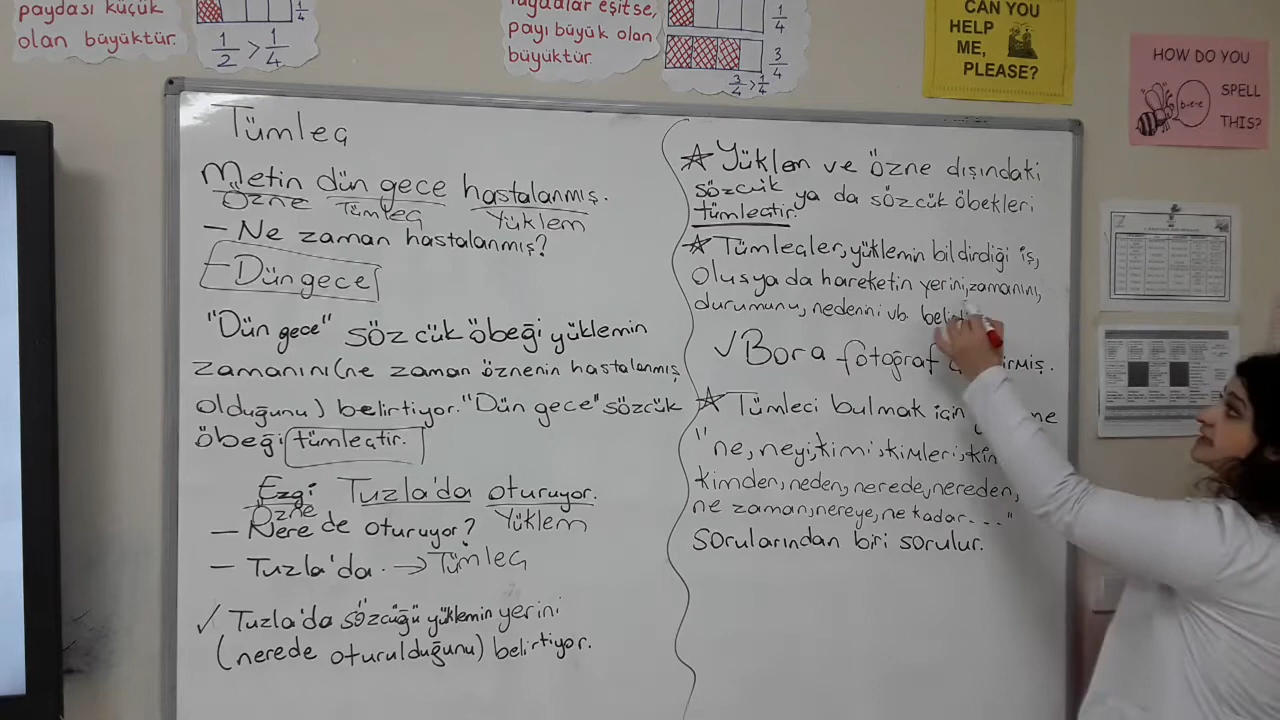 paydası küçük
olan büyüktür.
1/4
1/2 > 1/4
eşitse,
payı büyük olan
büyüktür.
1/4
3/4
3/4 > 1/4
CAN YOU
HELP
ME,
PLEASE?
HOW DO YOU
SPELL
b-e-e
THIS?
Tümleç
Metin dün gece hastalanmış.
Özne Tümleç Yüklem
- Ne zaman hastalanmış?
- Dün gece
"Dün gece" söz cük öbeği yüklemin
zamanını (ne zaman öznenin hastalanmış
olduğunu) belirtiyor. "Dün gece" sözcük
öbeği tümleçtir.
Ezgi Tuzla'da oturuyor.
Özne Yüklem
- Nere de oturuyor?
- Tuzla'da. → Tümleç
✓ Tuzla'da sözcüğü yüklemin yerini
(nerede oturulduğunu) belirtiyor.
☆ Yüklem ve özne dışındaki
sözcük ya da sözcük öbekleri
tümleçtir.
☆ Tümleçler, yüklemin bildirdiği iş,
oluş ya da hareketin yerini, zamanını,
durumunu, nedenini vb.
✓ Bora fotoğraf
☆ Tümleci bulmak için
"ne, neyi, kimi, kimleri,
kimden, neden, nerede, nereden,
ne zaman, nereye, ne kadar...."
sorularından biri sorulur.